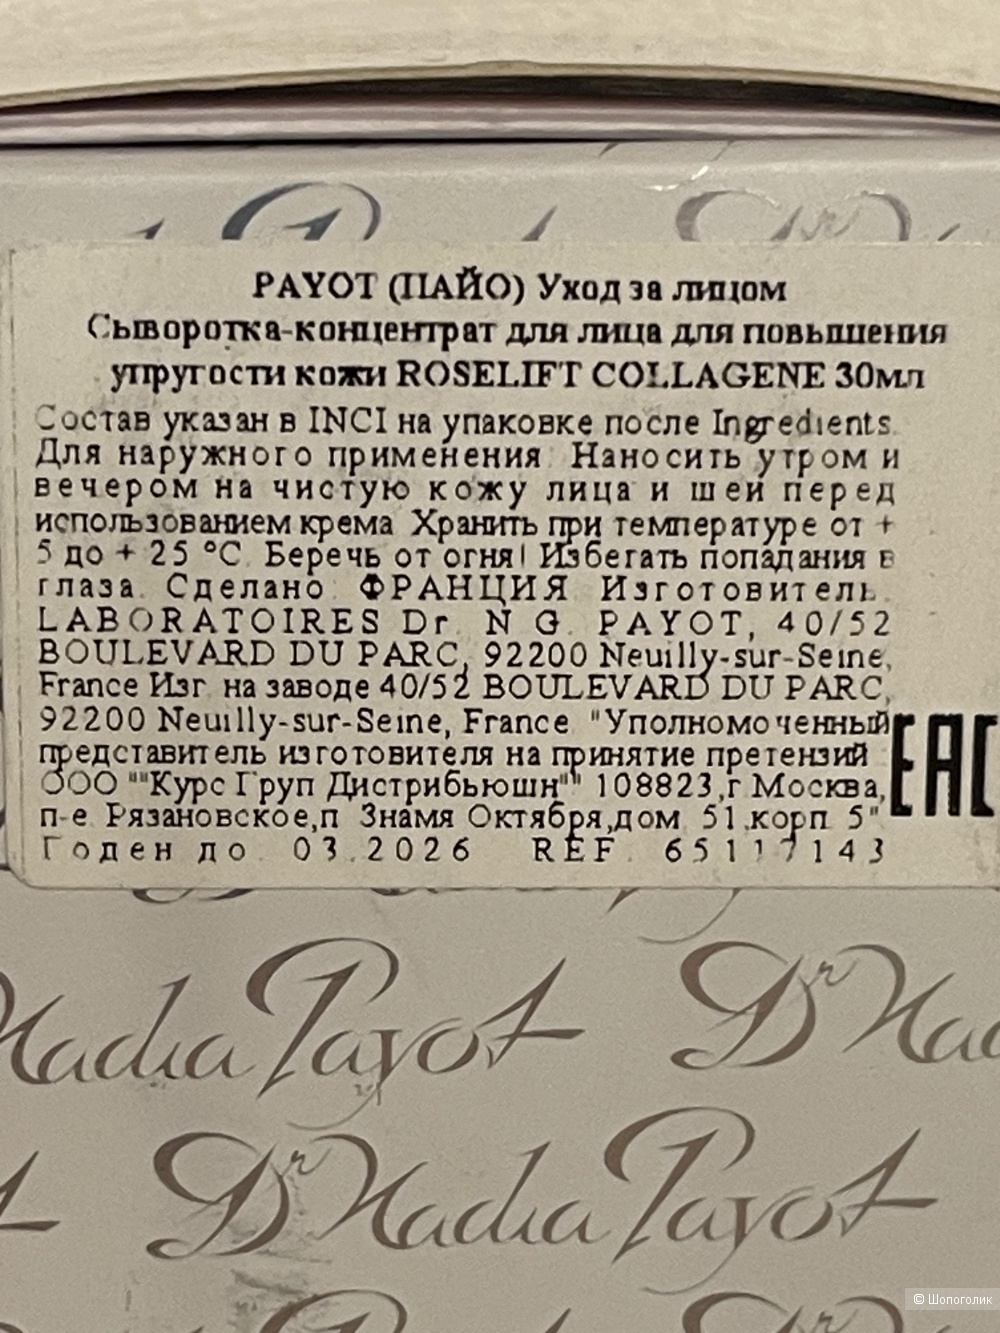 PAYOT (ПАЙО) Уход за лицом
Сыворотка-концентрат для лица для повышения
упругости кожи ROSELIFT COLLAGENE 30мл
Состав указан в INCI на упаковке после Ingredients.
Для наружного применения. Наносить утром и
вечером на чистую кожу лица и шеи перед
использованием крема. Хранить при температуре от +
5 до + 25 °C. Беречь от огня! Избегать попадания в
глаза. Сделано: ФРАНЦИЯ. Изготовитель:
LABORATOIRES Dr. N.G. PAYOT, 40/52
BOULEVARD DU PARC, 92200 Neuilly-sur-Seine,
France Изг. на заводе 40/52 BOULEVARD DU PARC,
92200 Neuilly-sur-Seine, France. "Уполномоченный
представитель изготовителя на принятие претензий
ООО ""Курс Груп Дистрибьюшн"" 108823,г.Москва,
п-е. Рязановское,п. Знамя Октября,дом. 51,корп. 5"
Годен до: 03.2026 REF: 65117143
EAC
Nadia Payot Dr Nad
Dr Nadia Payot
© Шопоголик